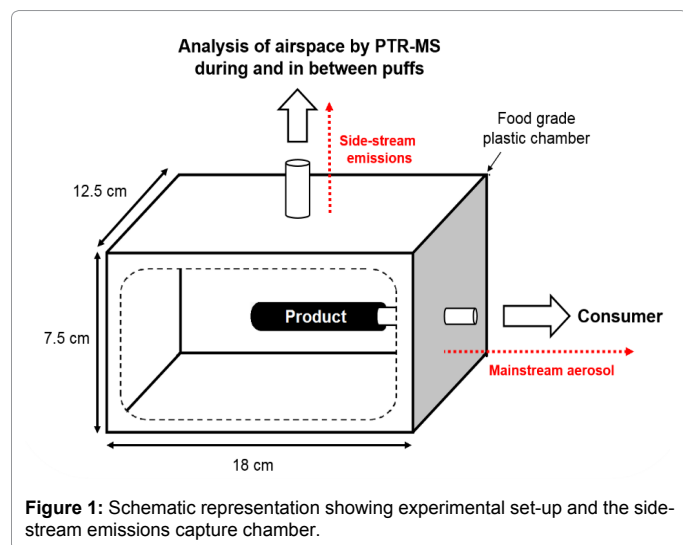 Analysis of airspace by PTR-MS
during and in between puffs
Side-stream
emissions
Food grade
plastic chamber
12.5 cm
7.5 cm
Product
Consumer
Mainstream aerosol
18 cm
Figure 1: Schematic representation showing experimental set-up and the side-
stream emissions capture chamber.